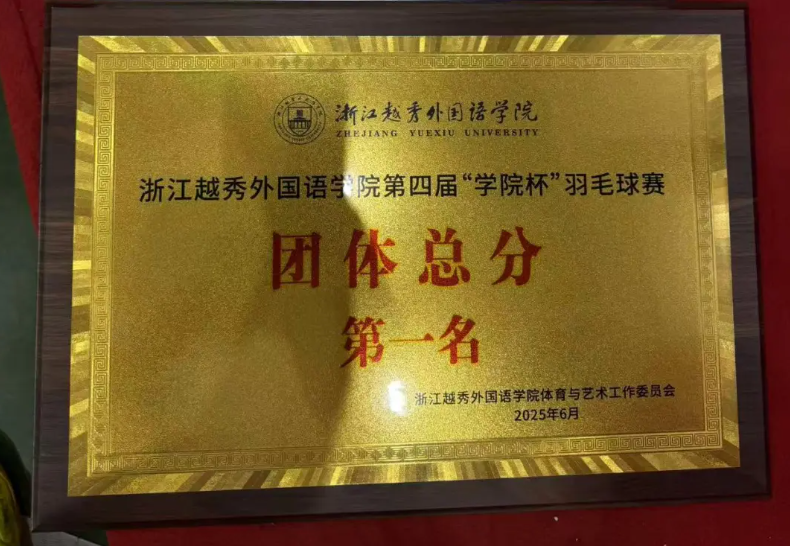 浙江越秀外国语学院
ZHEJIANG YUEXIU UNIVERSITY
浙江越秀外国语学院第四届“学院杯”羽毛球赛
团体总分
第一名
浙江越秀外国语学院体育与艺术工作委员会
2025年6月